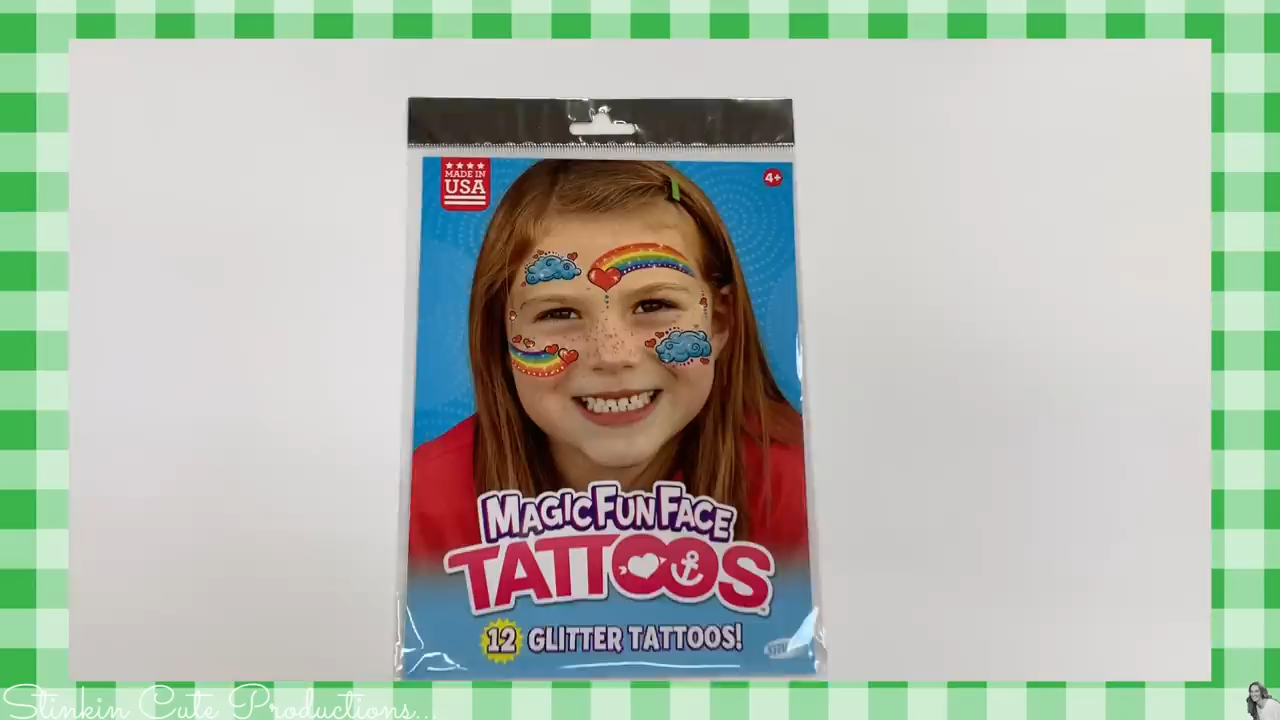 MADE IN
USA
4+
MAGIC FUN FACE
TATTOOS
12 GLITTER TATTOOS!
Stinkin Cute Productions...